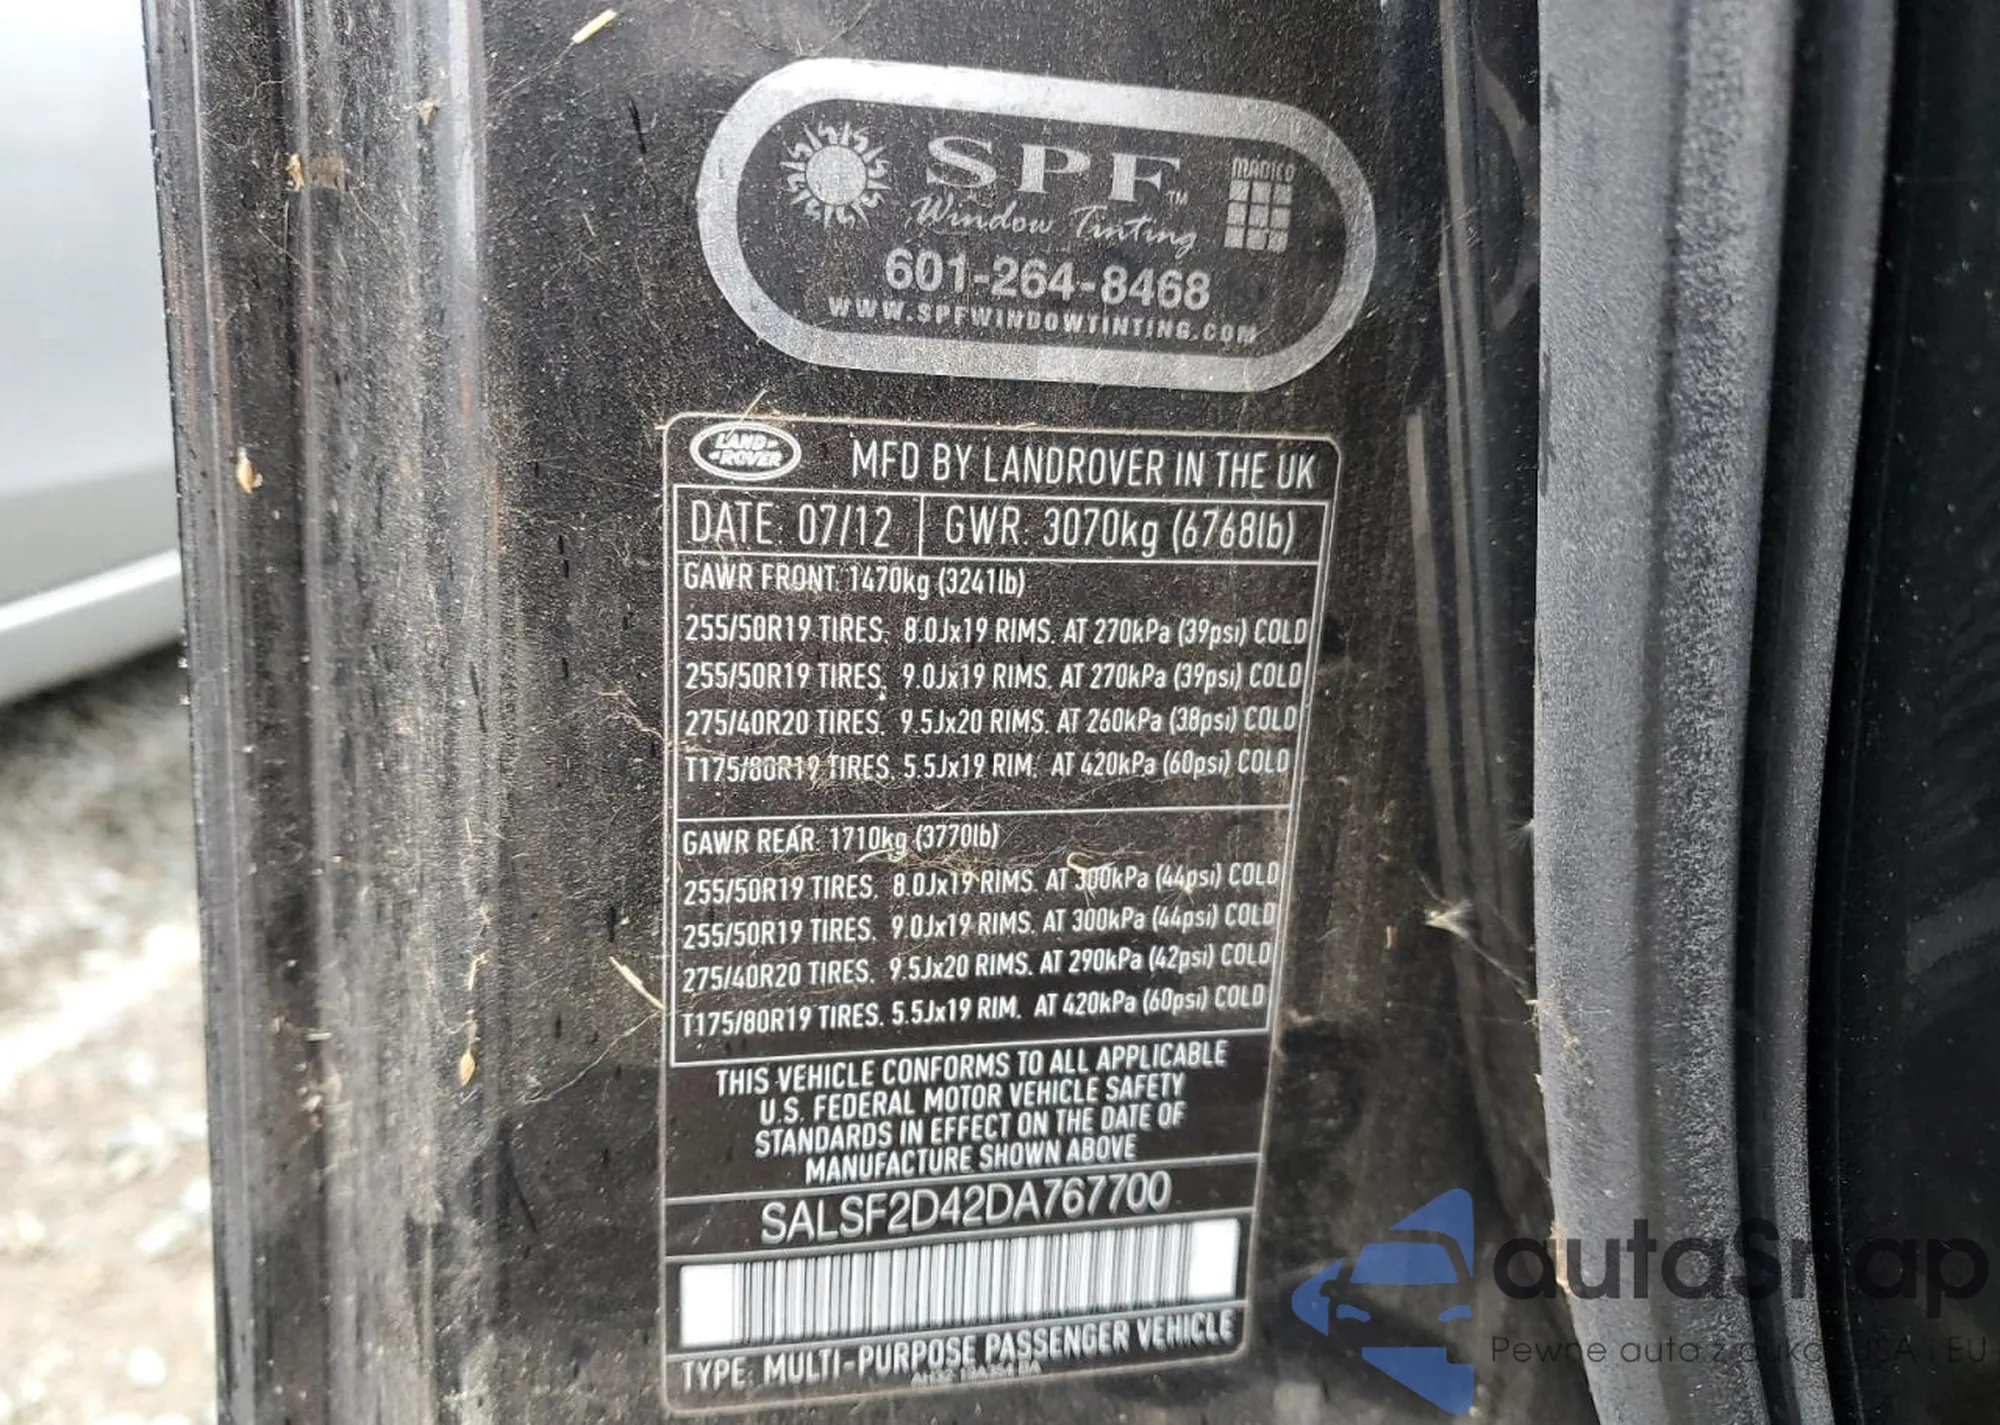 SPF™
Window Tinting
MADICO
601-264-8468
WWW.SPFWINDOWTINTING.COM
LAND ROVER
MFD BY LANDROVER IN THE UK
DATE: 07/12 GWR: 3070kg (6768lb)
GAWR FRONT: 1470kg (3241lb)
255/50R19 TIRES. 8.0Jx19 RIMS. AT 270kPa (39psi) COLD
255/50R19 TIRES. 9.0Jx19 RIMS. AT 270kPa (39psi) COLD
275/40R20 TIRES. 9.5Jx20 RIMS. AT 260kPa (38psi) COLD
T175/80R19 TIRES. 5.5Jx19 RIM. AT 420kPa (60psi) COLD
GAWR REAR: 1710kg (3770lb)
255/50R19 TIRES. 8.0Jx19 RIMS. AT 300kPa (44psi) COLD
255/50R19 TIRES. 9.0Jx19 RIMS. AT 300kPa (44psi) COLD
275/40R20 TIRES. 9.5Jx20 RIMS. AT 290kPa (42psi) COLD
T175/80R19 TIRES. 5.5Jx19 RIM. AT 420kPa (60psi) COLD
THIS VEHICLE CONFORMS TO ALL APPLICABLE
U.S. FEDERAL MOTOR VEHICLE SAFETY
STANDARDS IN EFFECT ON THE DATE OF
MANUFACTURE SHOWN ABOVE
SALSF2D42DA767700
TYPE: MULTI-PURPOSE PASSENGER VEHICLE
autaSnap
Pewne auta z aukcji USA i EU